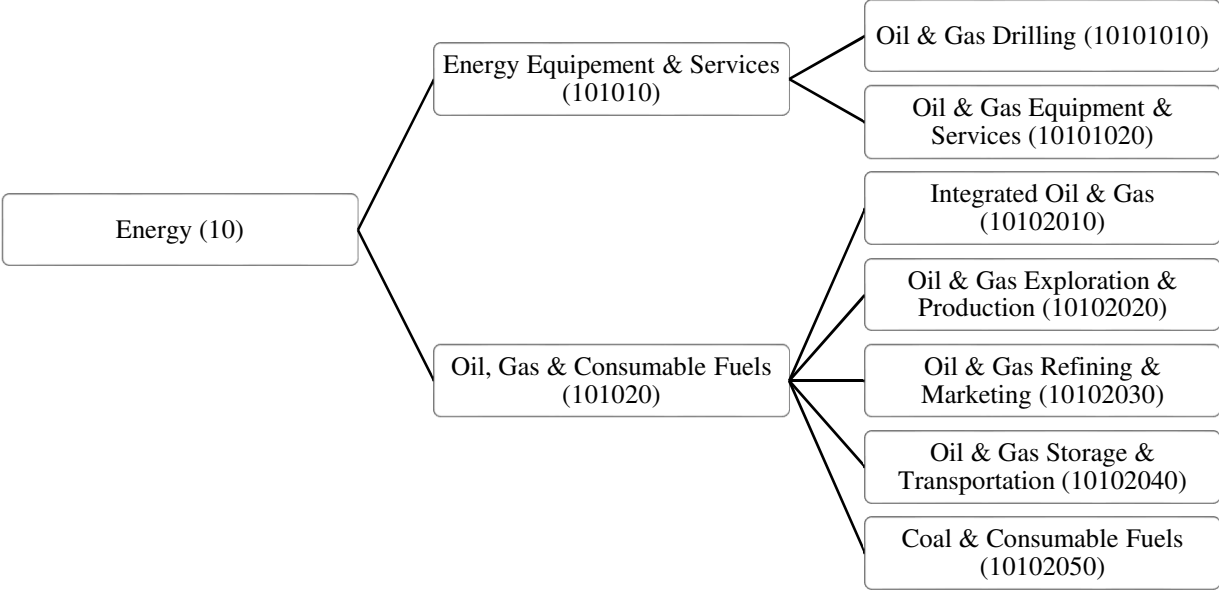 Energy (10)
Energy Equipement & Services
(101010)
Oil, Gas & Consumable Fuels
(101020)
Oil & Gas Drilling (10101010)
Oil & Gas Equipment &
Services (10101020)
Integrated Oil & Gas
(10102010)
Oil & Gas Exploration &
Production (10102020)
Oil & Gas Refining &
Marketing (10102030)
Oil & Gas Storage &
Transportation (10102040)
Coal & Consumable Fuels
(10102050)